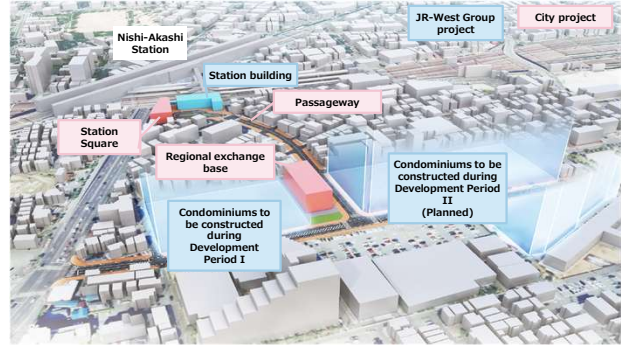 JR-West Group
project
City project
Nishi-Akashi
Station
Station building
Passageway
Station
Square
Regional exchange
base
Condominiums to be
constructed during
Development Period
II
(Planned)
Condominiums to
be constructed
during
Development
Period I